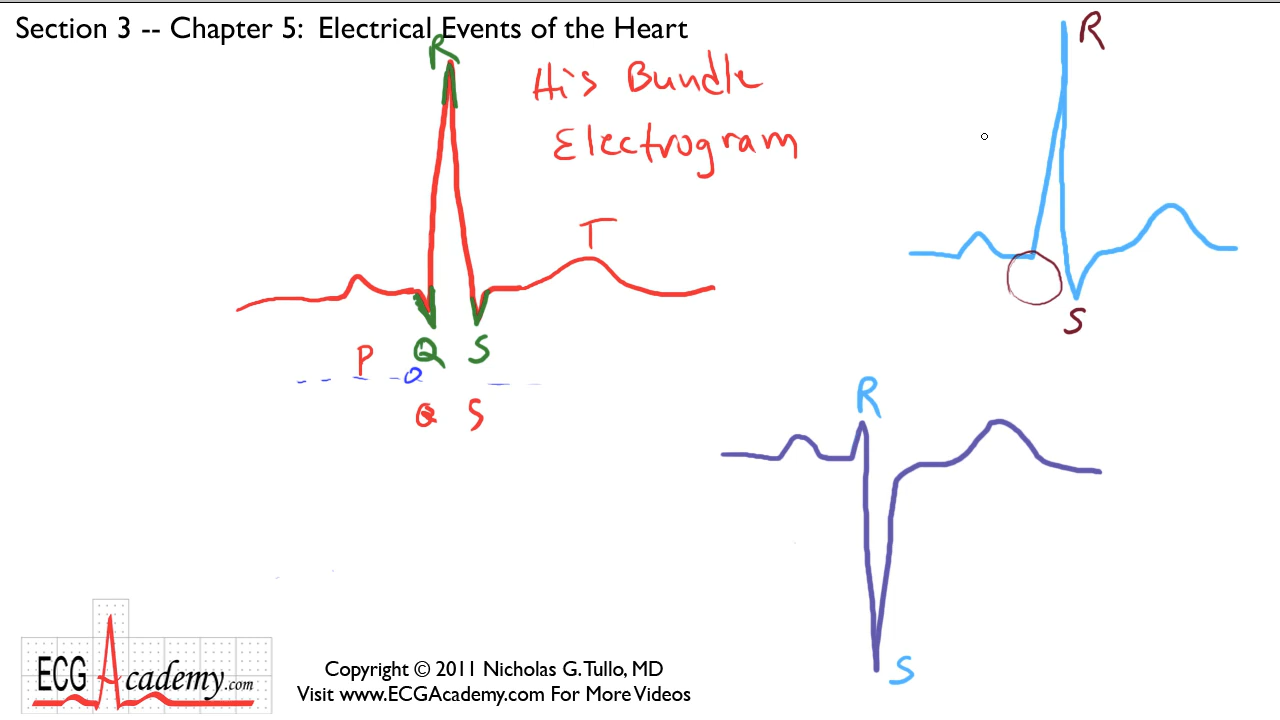 Section 3 -- Chapter 5: Electrical Events of the Heart
R
His Bundle
Electrogram
T
P
Q
S
Q
S
R
S
R
S
ECG Academy.com
Copyright © 2011 Nicholas G. Tullo, MD
Visit www.ECGAcademy.com For More Videos